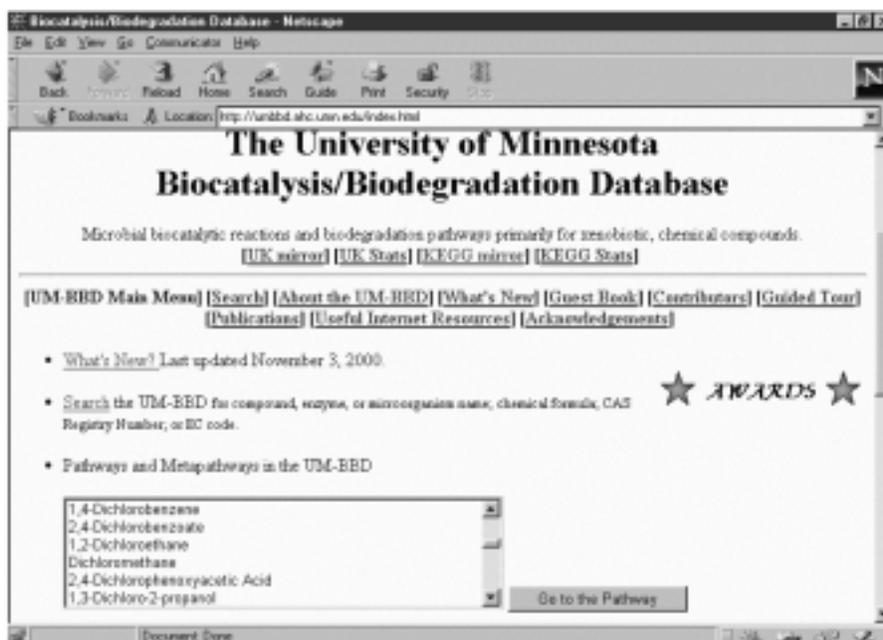 Biocatalysis/Biodegradation Database - Netscape
File Edit View Go Communicator Help
Back Forward Reload Home Search Guide Print Security Stop
N
Bookmarks Location: http://umbbd.ahc.umn.edu/index.html
The University of Minnesota
Biocatalysis/Biodegradation Database
Microbial biocatalytic reactions and biodegradation pathways primarily for xenobiotic, chemical compounds.
[UK mirror] [UK Stats] [KEGG mirror] [KEGG Stats]
[UM-BBD Main Menu] [Search] [About the UM-BBD] [What's New] [Guest Book] [Contributors] [Guided Tour]
[Publications] [Useful Internet Resources] [Acknowledgements]
• What's New? Last updated November 3, 2000.
AWARDS
• Search the UM-BBD for compound, enzyme, or microorganism name; chemical formula; CAS
Registry Number; or EC code.
• Pathways and Metapathways in the UM-BBD
1,4-Dichlorobenzene
2,4-Dichlorobenzoate
1,2-Dichloroethane
Dichloromethane
2,4-Dichlorophenoxyacetic Acid
1,3-Dichloro-2-propanol
Go to the Pathway
Document: Done